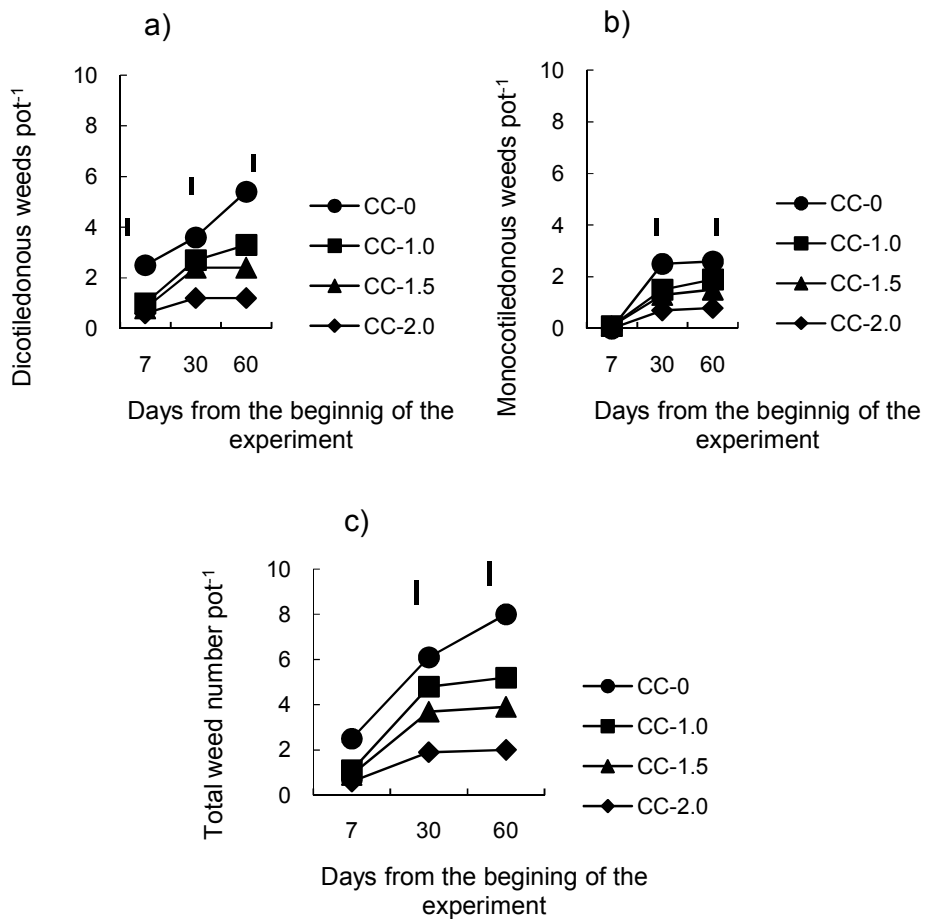 a)
Dicotiledonous weeds pot-1
10
8
6
4
2
0
7 30 60
Days from the beginnig of the
experiment
CC-0
CC-1.0
CC-1.5
CC-2.0
b)
Monocotiledonous weeds pot-1
10
8
6
4
2
0
7 30 60
Days from the beginnig of the
experiment
CC-0
CC-1.0
CC-1.5
CC-2.0
c)
Total weed number pot-1
10
8
6
4
2
0
7 30 60
Days from the begining of the
experiment
CC-0
CC-1.0
CC-1.5
CC-2.0